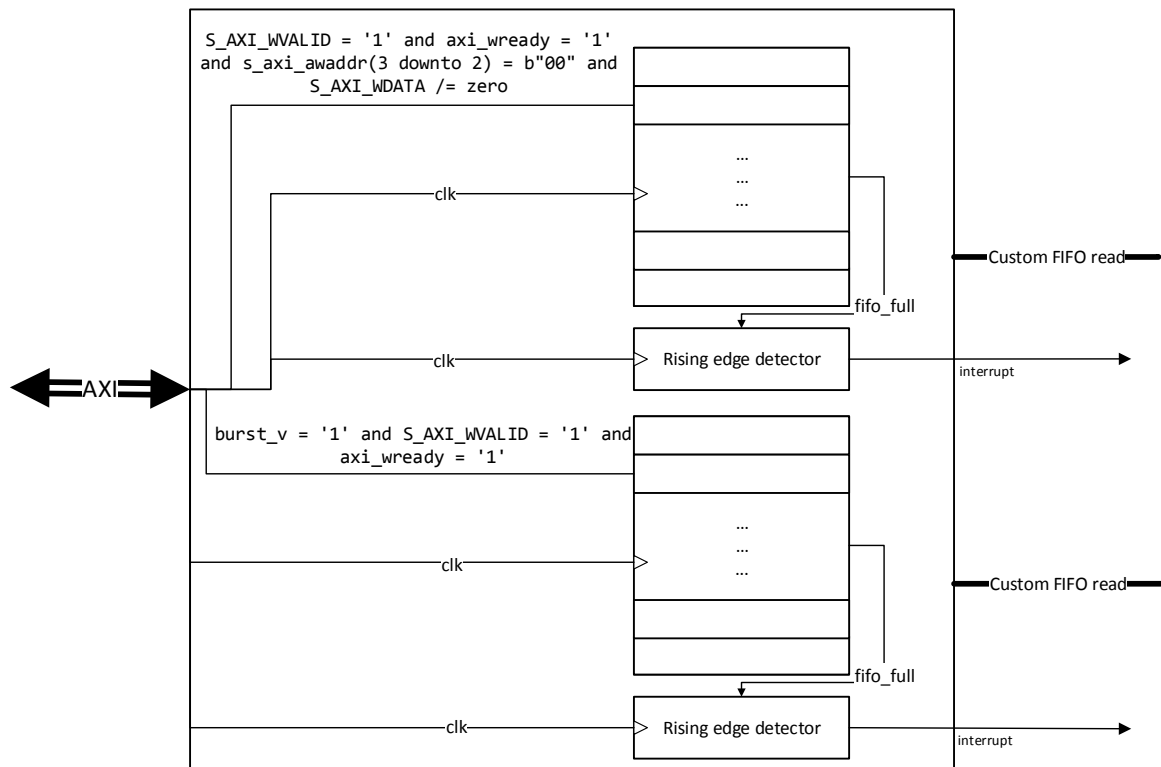 S_AXI_WVALID = '1' and axi_wready = '1'
and s_axi_awaddr(3 downto 2) = b"00" and
S_AXI_WDATA /= zero
...
...
...
clk
Custom FIFO read
fifo_full
clk
Rising edge detector
interrupt
AXI
burst_v = '1' and S_AXI_WVALID = '1' and
axi_wready = '1'
...
...
...
clk
Custom FIFO read
fifo_full
clk
Rising edge detector
interrupt